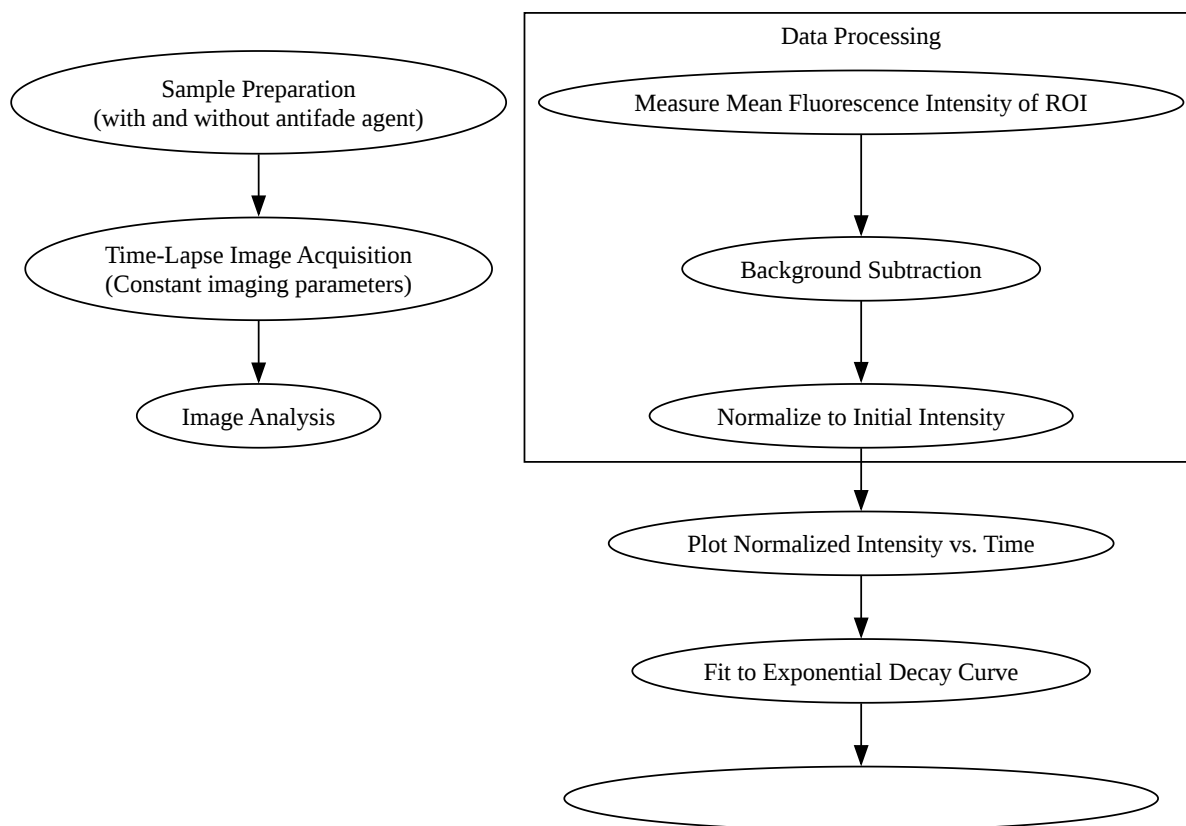 Sample Preparation
(with and without antifade agent)
Time-Lapse Image Acquisition
(Constant imaging parameters)
Image Analysis
Data Processing
Measure Mean Fluorescence Intensity of ROI
Background Subtraction
Normalize to Initial Intensity
Plot Normalized Intensity vs. Time
Fit to Exponential Decay Curve